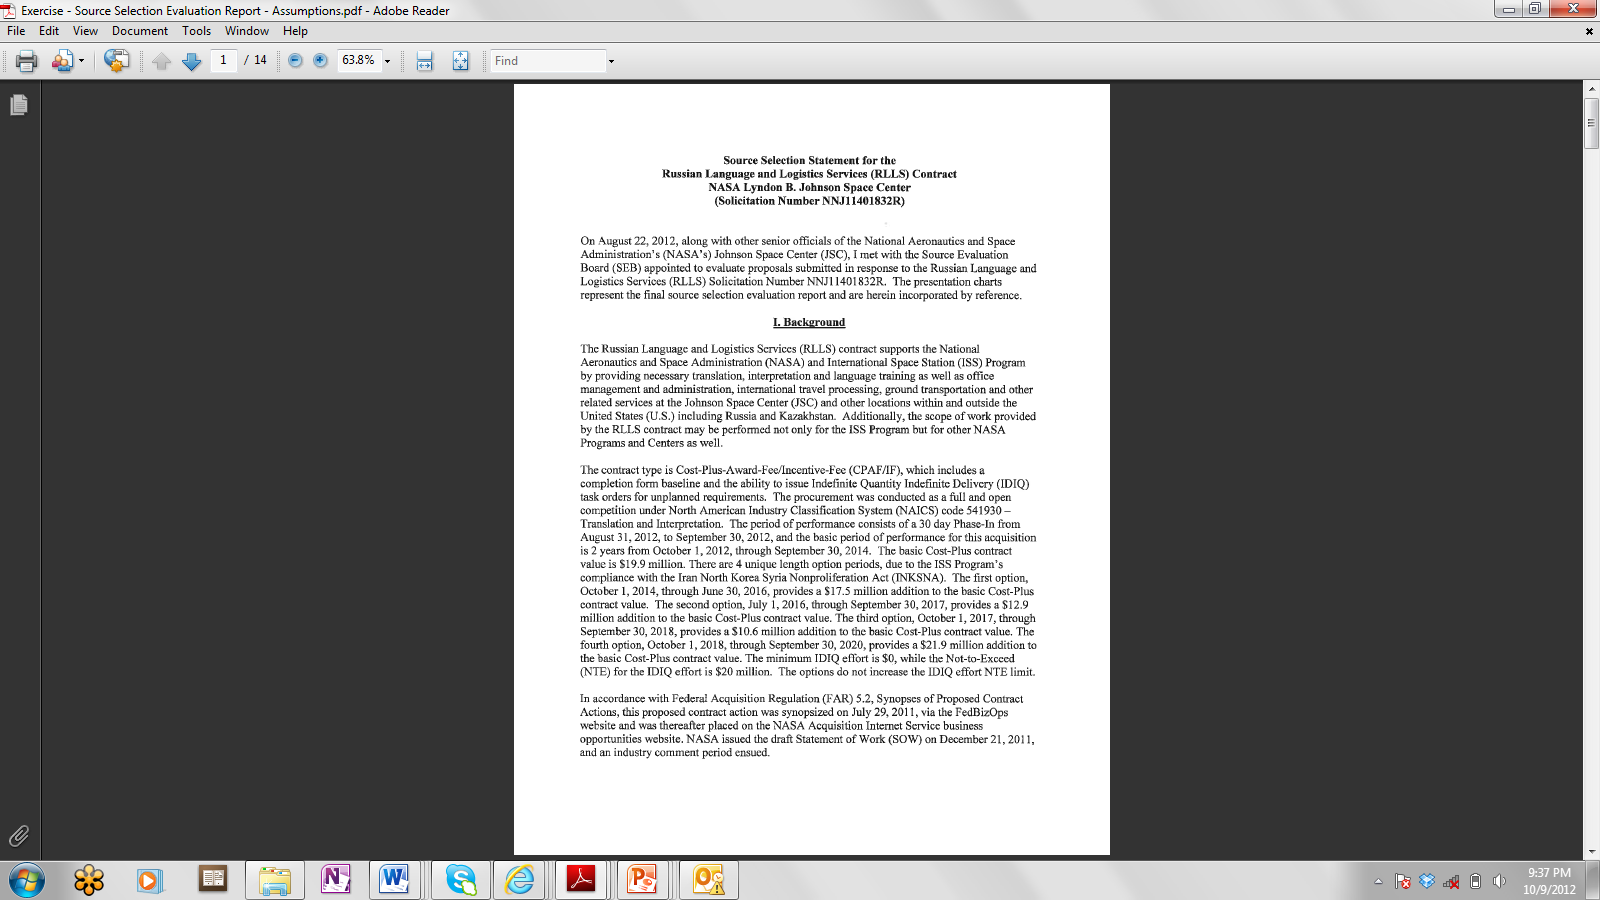 Exercise - Source Selection Evaluation Report - Assumptions.pdf - Adobe Reader
File Edit View Document Tools Window Help
1 / 14 63.8% Find
Source Selection Statement for the
Russian Language and Logistics Services (RLLS) Contract
NASA Lyndon B. Johnson Space Center
(Solicitation Number NNJ11401832R)
On August 22, 2012, along with other senior officials of the National Aeronautics and Space
Administration's (NASA's) Johnson Space Center (JSC), I met with the Source Evaluation
Board (SEB) appointed to evaluate proposals submitted in response to the Russian Language and
Logistics Services (RLLS) Solicitation Number NNJ11401832R. The presentation charts
represent the final source selection evaluation report and are herein incorporated by reference.
I. Background
The Russian Language and Logistics Services (RLLS) contract supports the National
Aeronautics and Space Administration (NASA) and International Space Station (ISS) Program
by providing necessary translation, interpretation and language training as well as office
management and administration, international travel processing, ground transportation and other
related services at the Johnson Space Center (JSC) and other locations within and outside the
United States (U.S.) including Russia and Kazakhstan. Additionally, the scope of work provided
by the RLLS contract may be performed not only for the ISS Program but for other NASA
Programs and Centers as well.
The contract type is Cost-Plus-Award-Fee/Incentive-Fee (CPAF/IF), which includes a
completion form baseline and the ability to issue Indefinite Quantity Indefinite Delivery (IDIQ)
task orders for unplanned requirements. The procurement was conducted as a full and open
competition under North American Industry Classification System (NAICS) code 541930 –
Translation and Interpretation. The period of performance consists of a 30 day Phase-In from
August 31, 2012, to September 30, 2012, and the basic period of performance for this acquisition
is 2 years from October 1, 2012, through September 30, 2014. The basic Cost-Plus contract
value is $19.9 million. There are 4 unique length option periods, due to the ISS Program's
compliance with the Iran North Korea Syria Nonproliferation Act (INKSNA). The first option,
October 1, 2014, through June 30, 2016, provides a $17.5 million addition to the basic Cost-Plus
contract value. The second option, July 1, 2016, through September 30, 2017, provides a $12.9
million addition to the basic Cost-Plus contract value. The third option, October 1, 2017, through
September 30, 2018, provides a $10.6 million addition to the basic Cost-Plus contract value. The
fourth option, October 1, 2018, through September 30, 2020, provides a $21.9 million addition to
the basic Cost-Plus contract value. The minimum IDIQ effort is $0, while the Not-to-Exceed
(NTE) for the IDIQ effort is $20 million. The options do not increase the IDIQ effort NTE limit.
In accordance with Federal Acquisition Regulation (FAR) 5.2, Synopses of Proposed Contract
Actions, this proposed contract action was synopsized on July 29, 2011, via the FedBizOps
website and was thereafter placed on the NASA Acquisition Internet Service business
opportunities website. NASA issued the draft Statement of Work (SOW) on December 21, 2011,
and an industry comment period ensued.
9:37 PM
10/9/2012